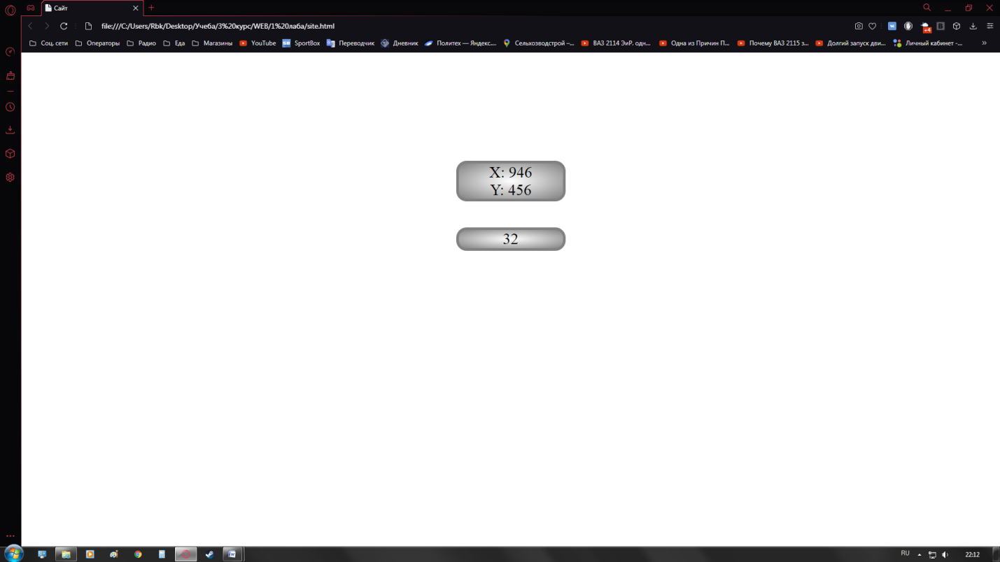 Сайт
file:///C:/Users/Rbk/Desktop/Учеба/3%20курс/WEB/1%20лаба/site.html
+4
Соц. сети Операторы Радио Еда Магазины YouTube SB SportBox Переводчик Дневник Политех — Яндекс.... Сельхозводстрой –... ВАЗ 2114 ЭиР. одн... Одна из Причин П... Почему ВАЗ 2115 з... Долгий запуск дви... Личный кабинет -... »
X: 946
Y: 456
32
RU 22:12